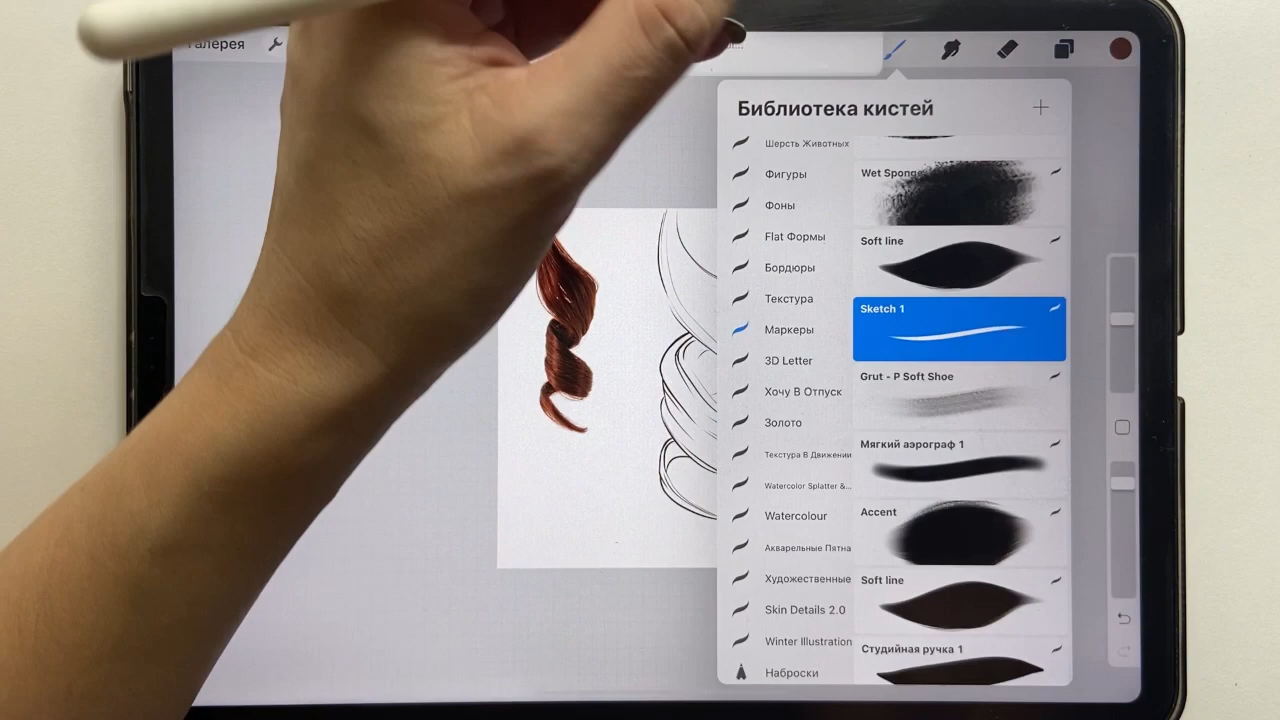 Галерея
Библиотека кистей
Шерсть Животных
Фигуры
Фоны
Flat Формы
Бордюры
Текстура
Маркеры
3D Letter
Хочу В Отпуск
Золото
Текстура В Движении
Watercolor Splatter &...
Watercolour
Акварельные Пятна
Художественные
Skin Details 2.0
Winter Illustration
Наброски
Wet Sponge
Soft line
Sketch 1
Grut - P Soft Shoe
Мягкий аэрограф 1
Accent
Soft line
Студийная ручка 1